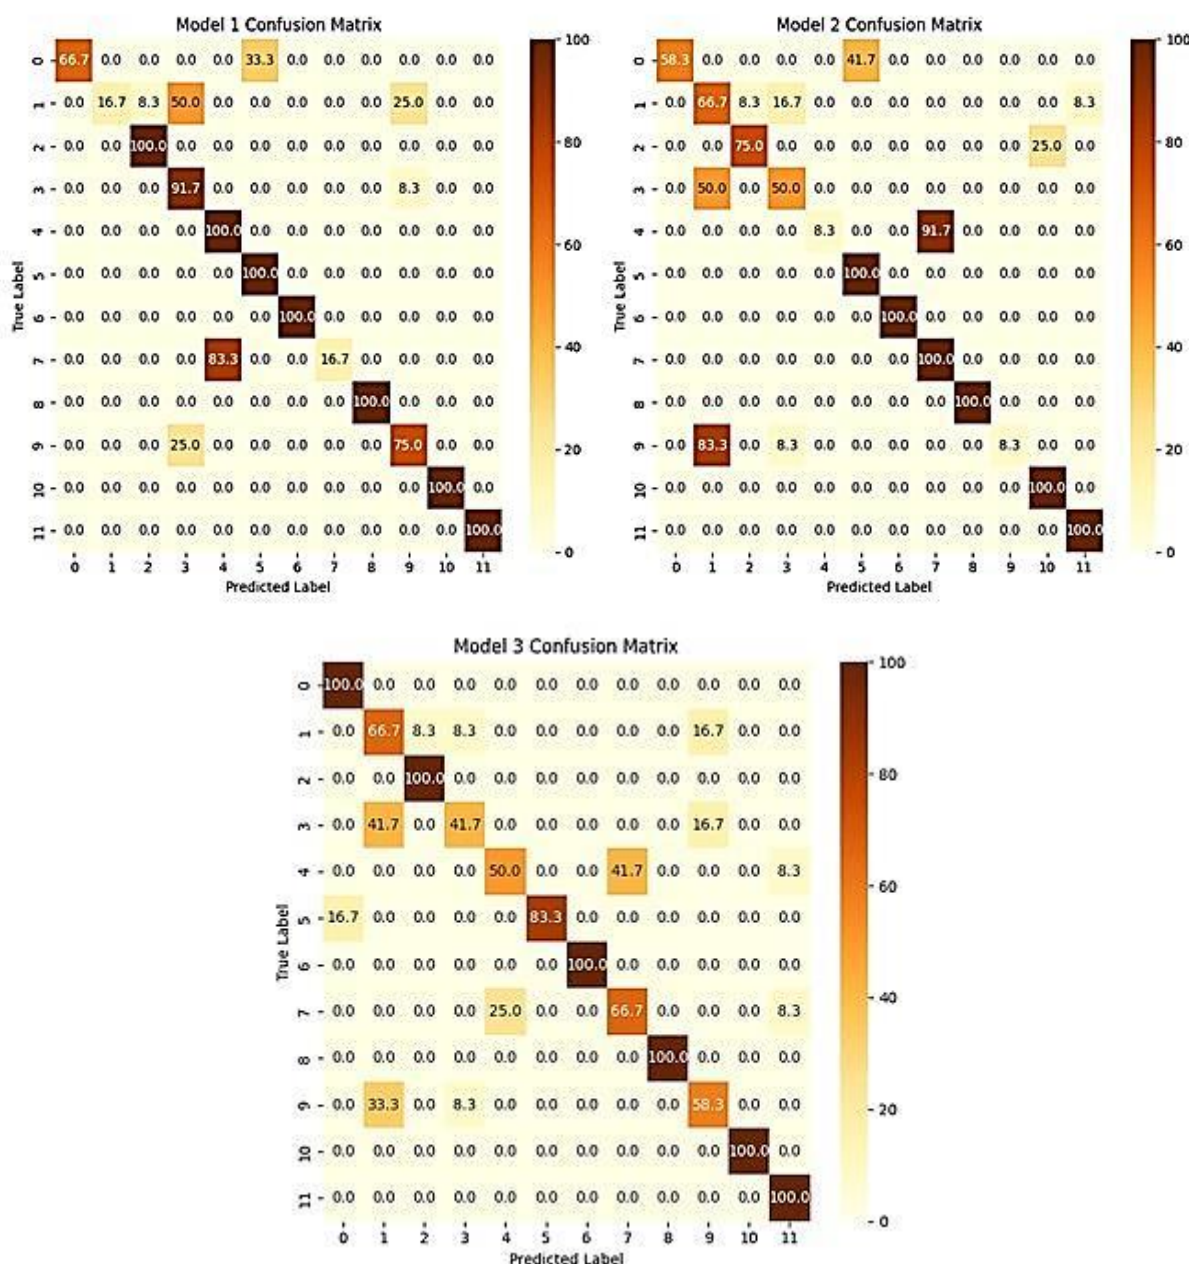 Model 1 Confusion Matrix
0 66.7 0.0 0.0 0.0 0.0 33.3 0.0 0.0 0.0 0.0 0.0 0.0
1 0.0 16.7 8.3 50.0 0.0 0.0 0.0 0.0 0.0 25.0 0.0 0.0
2 0.0 0.0 100.0 0.0 0.0 0.0 0.0 0.0 0.0 0.0 0.0 0.0
3 0.0 0.0 0.0 91.7 0.0 0.0 0.0 0.0 0.0 8.3 0.0 0.0
4 0.0 0.0 0.0 0.0 100.0 0.0 0.0 0.0 0.0 0.0 0.0 0.0
5 0.0 0.0 0.0 0.0 0.0 100.0 0.0 0.0 0.0 0.0 0.0 0.0
6 0.0 0.0 0.0 0.0 0.0 0.0 100.0 0.0 0.0 0.0 0.0 0.0
7 0.0 0.0 0.0 0.0 83.3 0.0 0.0 16.7 0.0 0.0 0.0 0.0
8 0.0 0.0 0.0 0.0 0.0 0.0 0.0 0.0 100.0 0.0 0.0 0.0
9 0.0 0.0 0.0 25.0 0.0 0.0 0.0 0.0 0.0 75.0 0.0 0.0
10 0.0 0.0 0.0 0.0 0.0 0.0 0.0 0.0 0.0 0.0 100.0 0.0
11 0.0 0.0 0.0 0.0 0.0 0.0 0.0 0.0 0.0 0.0 0.0 100.0
0 1 2 3 4 5 6 7 8 9 10 11
Predicted Label
True Label
100
80
60
40
20
0
Model 2 Confusion Matrix
0 58.3 0.0 0.0 0.0 0.0 41.7 0.0 0.0 0.0 0.0 0.0 0.0
1 0.0 66.7 8.3 16.7 0.0 0.0 0.0 0.0 0.0 0.0 0.0 8.3
2 0.0 0.0 75.0 0.0 0.0 0.0 0.0 0.0 0.0 0.0 25.0 0.0
3 0.0 50.0 0.0 50.0 0.0 0.0 0.0 0.0 0.0 0.0 0.0 0.0
4 0.0 0.0 0.0 0.0 8.3 0.0 0.0 91.7 0.0 0.0 0.0 0.0
5 0.0 0.0 0.0 0.0 0.0 100.0 0.0 0.0 0.0 0.0 0.0 0.0
6 0.0 0.0 0.0 0.0 0.0 0.0 100.0 0.0 0.0 0.0 0.0 0.0
7 0.0 0.0 0.0 0.0 0.0 0.0 0.0 100.0 0.0 0.0 0.0 0.0
8 0.0 0.0 0.0 0.0 0.0 0.0 0.0 0.0 100.0 0.0 0.0 0.0
9 0.0 83.3 0.0 8.3 0.0 0.0 0.0 0.0 0.0 8.3 0.0 0.0
10 0.0 0.0 0.0 0.0 0.0 0.0 0.0 0.0 0.0 0.0 100.0 0.0
11 0.0 0.0 0.0 0.0 0.0 0.0 0.0 0.0 0.0 0.0 0.0 100.0
0 1 2 3 4 5 6 7 8 9 10 11
Predicted Label
True Label
100
80
60
40
20
0
Model 3 Confusion Matrix
0 100.0 0.0 0.0 0.0 0.0 0.0 0.0 0.0 0.0 0.0 0.0 0.0
1 0.0 66.7 8.3 8.3 0.0 0.0 0.0 0.0 0.0 16.7 0.0 0.0
2 0.0 0.0 100.0 0.0 0.0 0.0 0.0 0.0 0.0 0.0 0.0 0.0
3 0.0 41.7 0.0 41.7 0.0 0.0 0.0 0.0 0.0 16.7 0.0 0.0
4 0.0 0.0 0.0 0.0 50.0 0.0 0.0 41.7 0.0 0.0 0.0 8.3
5 16.7 0.0 0.0 0.0 0.0 83.3 0.0 0.0 0.0 0.0 0.0 0.0
6 0.0 0.0 0.0 0.0 0.0 0.0 100.0 0.0 0.0 0.0 0.0 0.0
7 0.0 0.0 0.0 0.0 25.0 0.0 0.0 66.7 0.0 0.0 0.0 8.3
8 0.0 0.0 0.0 0.0 0.0 0.0 0.0 0.0 100.0 0.0 0.0 0.0
9 0.0 33.3 0.0 8.3 0.0 0.0 0.0 0.0 0.0 58.3 0.0 0.0
10 0.0 0.0 0.0 0.0 0.0 0.0 0.0 0.0 0.0 0.0 100.0 0.0
11 0.0 0.0 0.0 0.0 0.0 0.0 0.0 0.0 0.0 0.0 0.0 100.0
0 1 2 3 4 5 6 7 8 9 10 11
Predicted Label
True Label
100
80
60
40
20
0